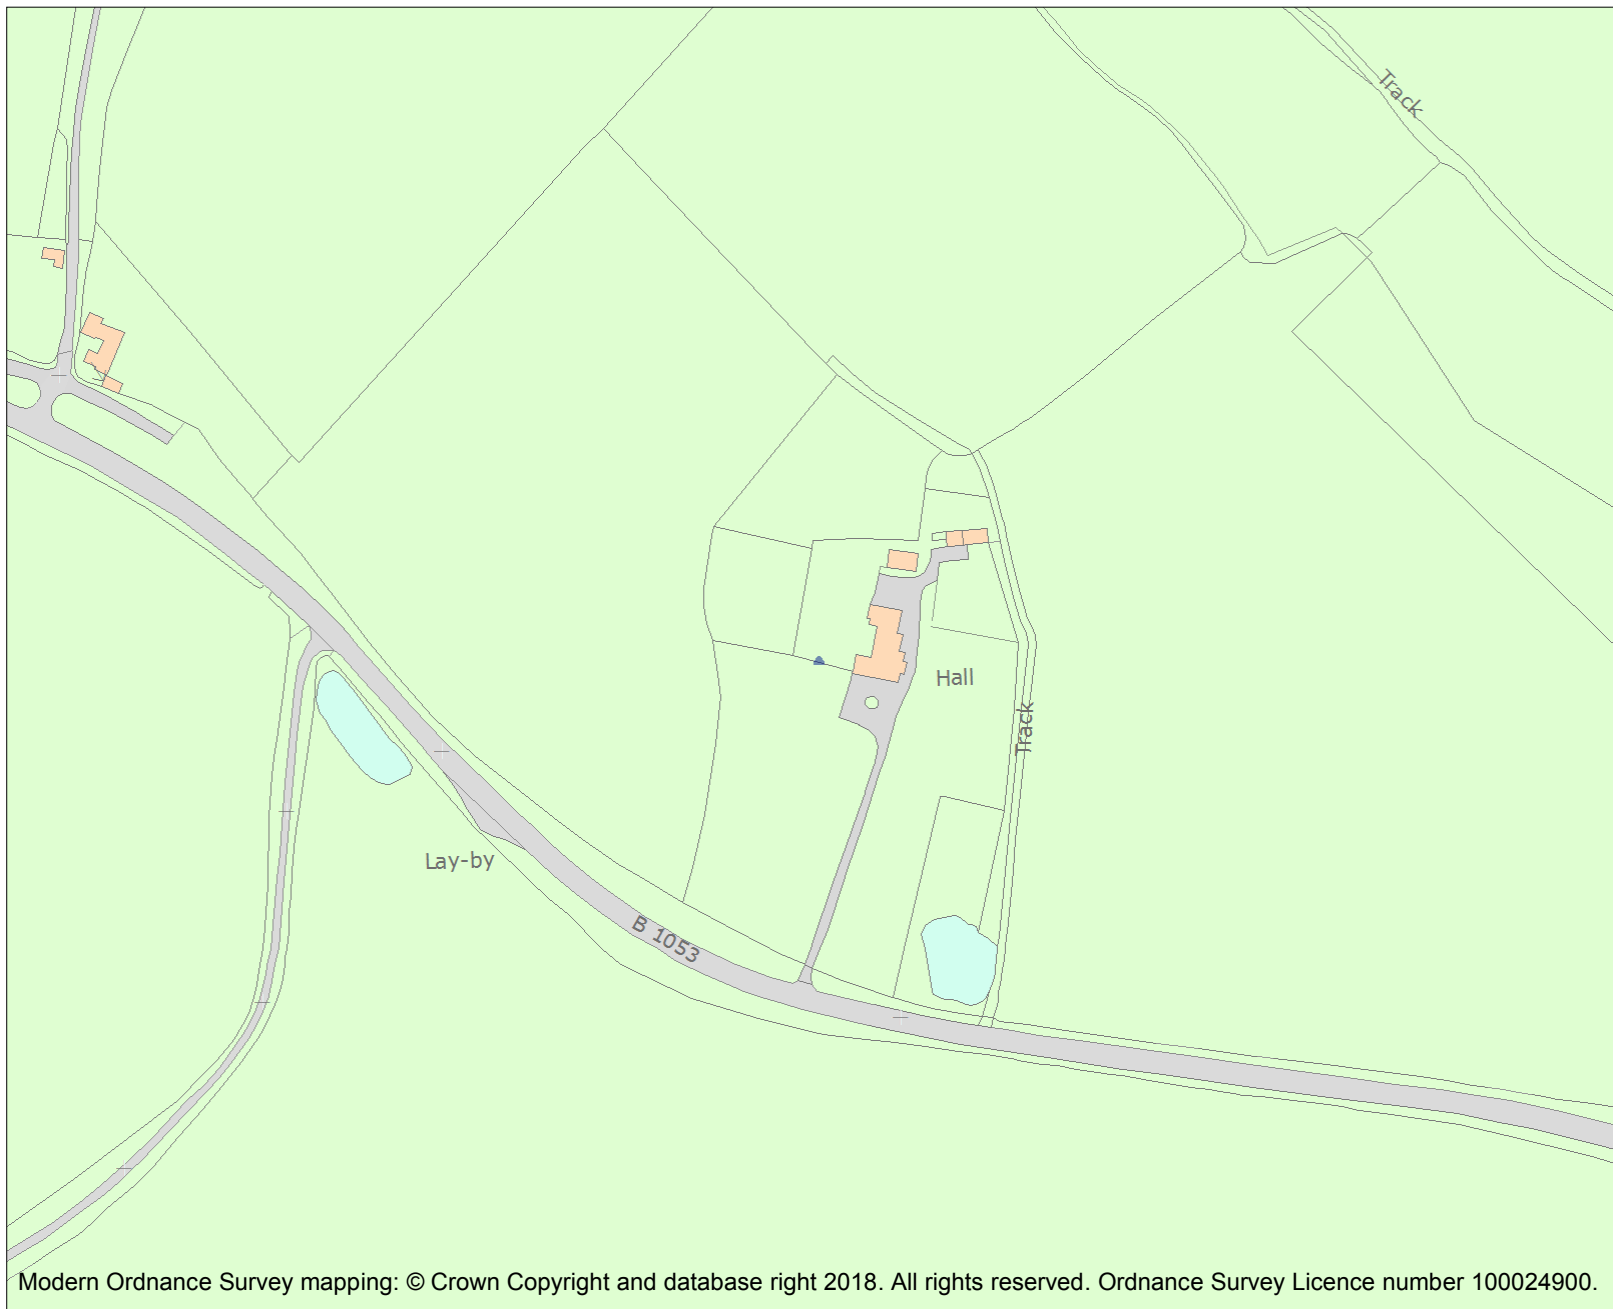 Track
Hall
Track
Lay-by
B 1053
Modern Ordnance Survey mapping: © Crown Copyright and database right 2018. All rights reserved. Ordnance Survey Licence number 100024900.